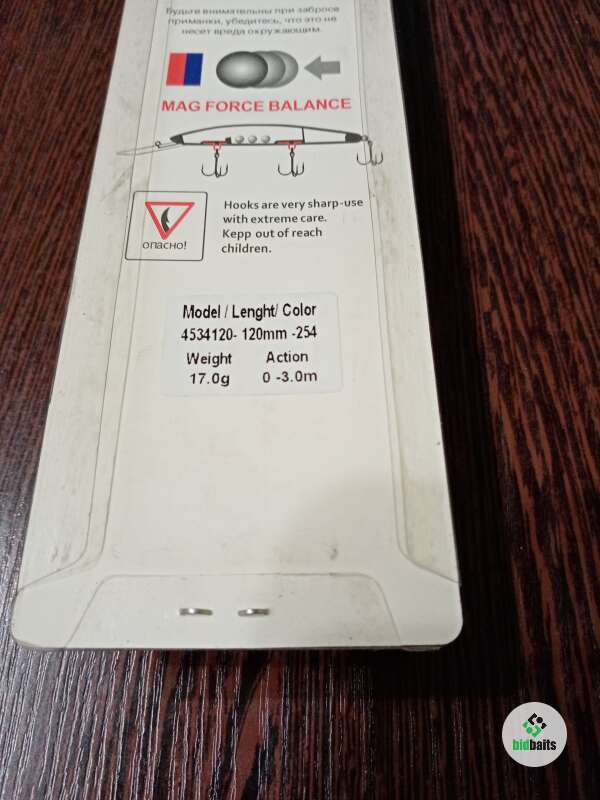 Будьте внимательны при забросе
приманки, убедитесь, что это не
несет вреда окружающим.
MAG FORCE BALANCE
Hooks are very sharp-use
with extreme care.
Kepp out of reach
children.
ОПАСНО!
Model / Lenght/ Color
4534120- 120mm -254
Weight Action
17.0g 0 -3.0m
bidbaits